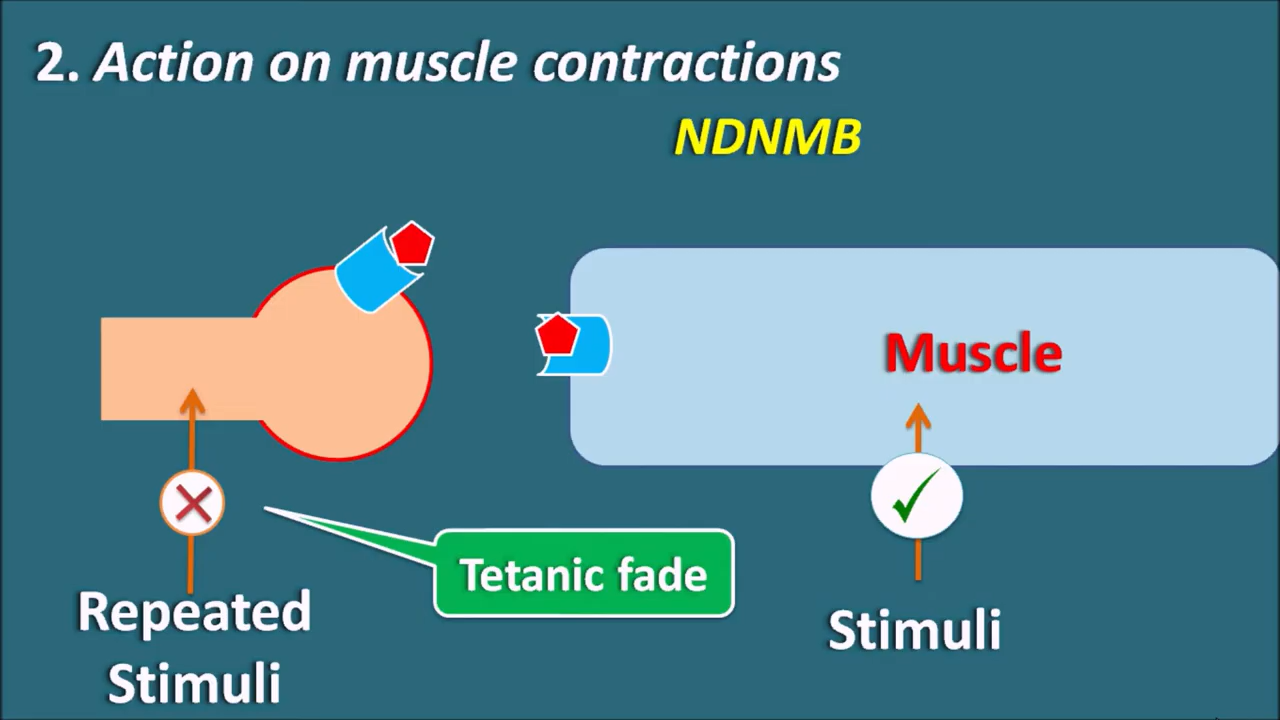 2. Action on muscle contractions
NDNMB
Muscle
Tetanic fade
Repeated
Stimuli
Stimuli